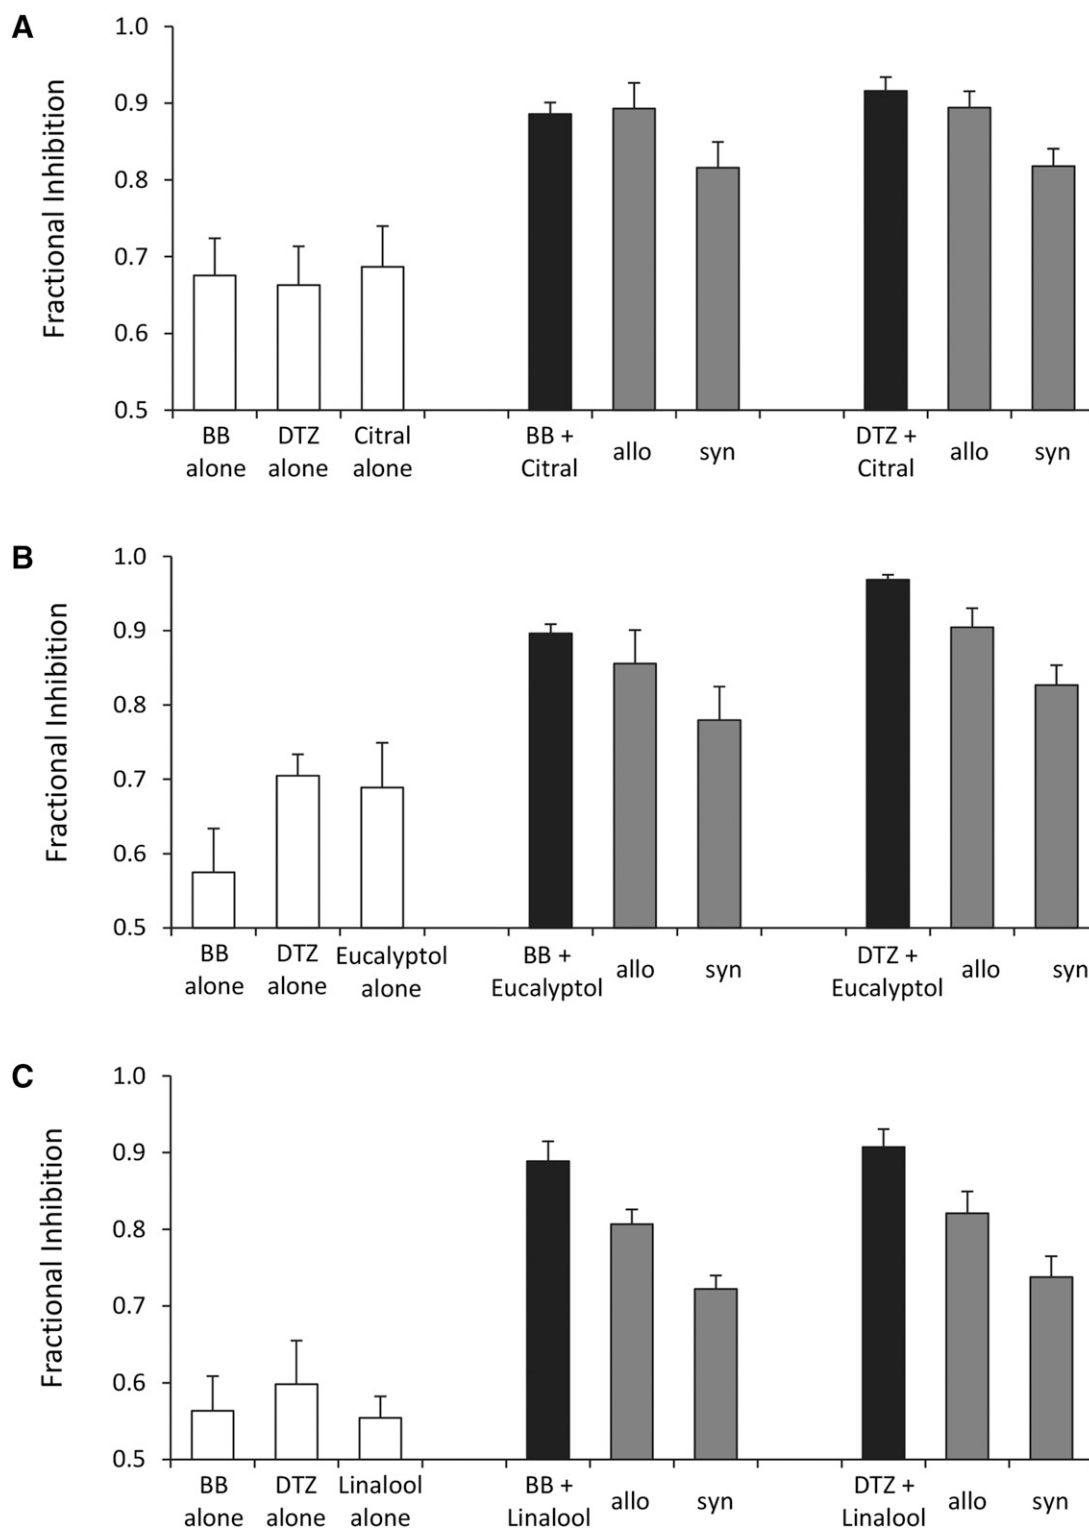 A
Fractional Inhibition
1.0
0.9
0.8
0.7
0.6
0.5
BB
alone
DTZ
alone
Citral
alone
BB +
Citral
allo
syn
DTZ +
Citral
allo
syn
B
Fractional Inhibition
1.0
0.9
0.8
0.7
0.6
0.5
BB
alone
DTZ
alone
Eucalyptol
alone
BB +
Eucalyptol
allo
syn
DTZ +
Eucalyptol
allo
syn
C
Fractional Inhibition
1.0
0.9
0.8
0.7
0.6
0.5
BB
alone
DTZ
alone
Linalool
alone
BB +
Linalool
allo
syn
DTZ +
Linalool
allo
syn